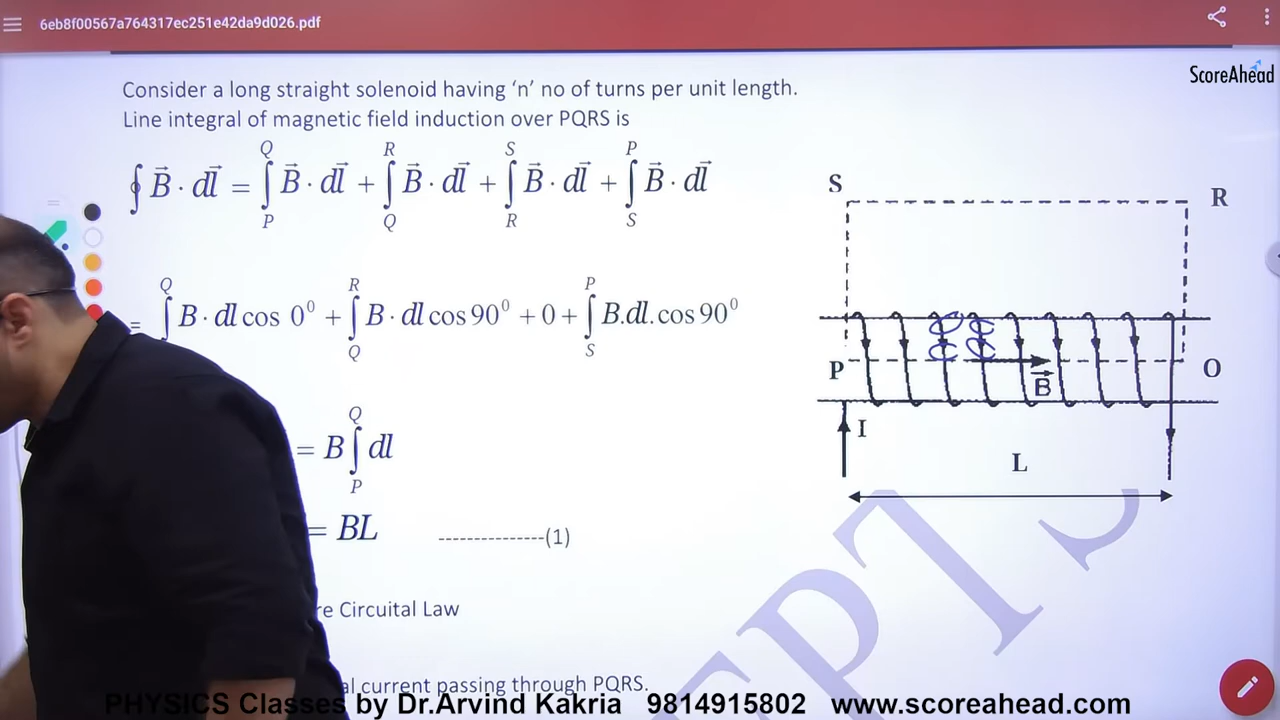 6eb8f00567a764317ec251e42da9d026.pdf
ScoreAhead
Consider a long straight solenoid having ‘n’ no of turns per unit length.
Line integral of magnetic field induction over PQRS is
∮ B⃗ · dl⃗ = ∫_P^Q B⃗ · dl⃗ + ∫_Q^R B⃗ · dl⃗ + ∫_R^S B⃗ · dl⃗ + ∫_S^P B⃗ · dl⃗
= ∫_P^Q B · dl cos 0⁰ + ∫_Q^R B · dl cos 90⁰ + 0 + ∫_S^P B.dl. cos 90⁰
= B ∫_P^Q dl
= BL ---------------(1)
re Circuital Law
al current passing through PQRS.
S
R
P
O
B⃗
I
L
PHYSICS Classes by Dr.Arvind Kakria 9814915802 www.scoreahead.com